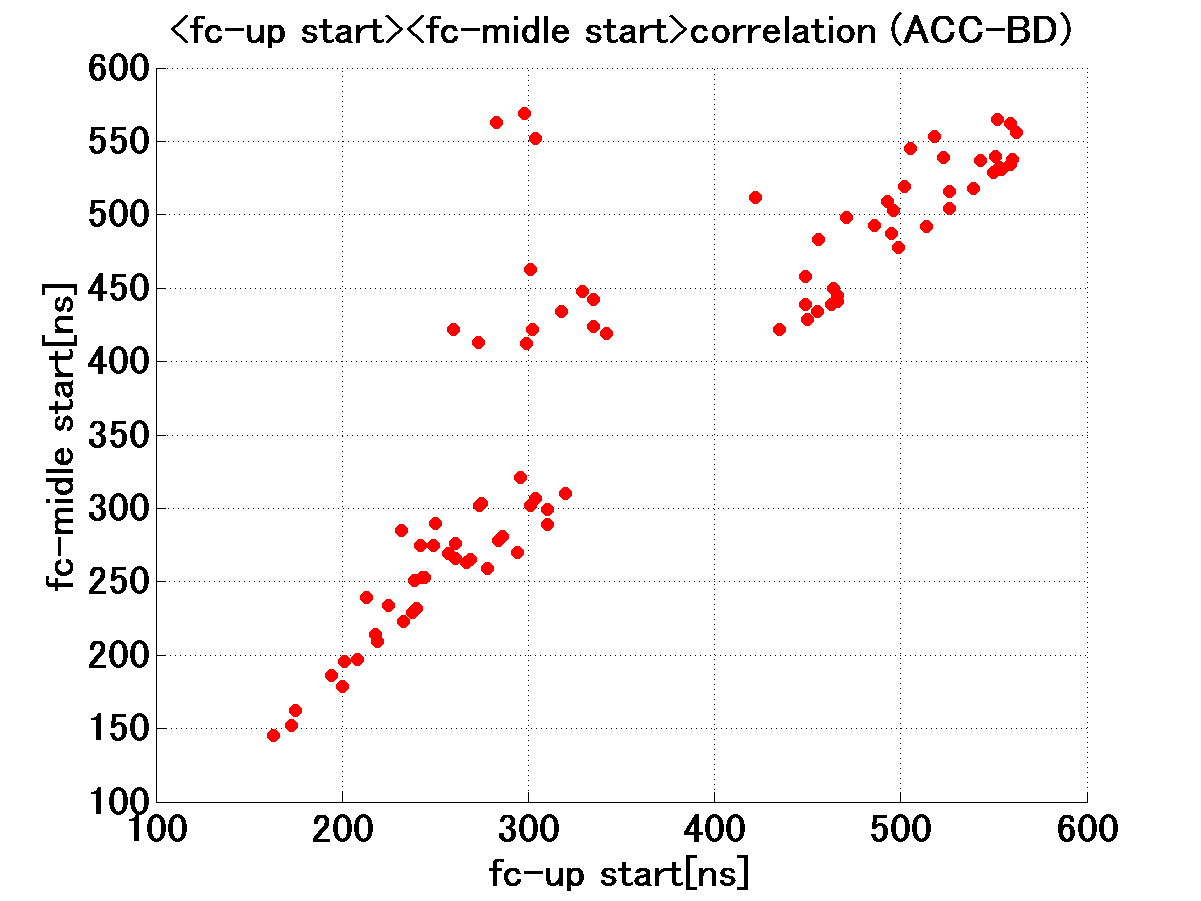 <fc-up start><fc-midle start>correlation (ACC-BD)
600
550
500
450
400
350
300
250
200
150
100
fc-midle start[ns]
100 200 300 400 500 600
fc-up start[ns]